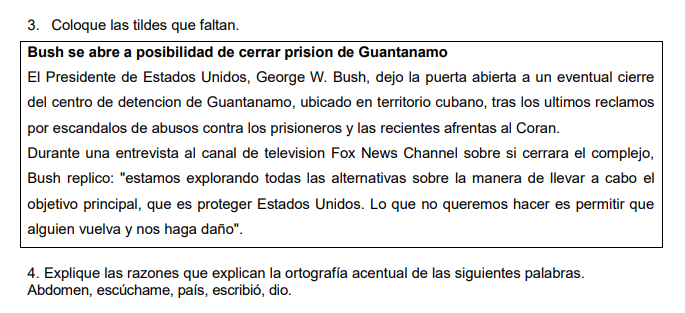 3. Coloque las tildes que faltan.
Bush se abre a posibilidad de cerrar prision de Guantanamo
El Presidente de Estados Unidos, George W. Bush, dejo la puerta abierta a un eventual cierre
del centro de detencion de Guantanamo, ubicado en territorio cubano, tras los ultimos reclamos
por escandalos de abusos contra los prisioneros y las recientes afrentas al Coran.
Durante una entrevista al canal de television Fox News Channel sobre si cerrara el complejo,
Bush replico: "estamos explorando todas las alternativas sobre la manera de llevar a cabo el
objetivo principal, que es proteger Estados Unidos. Lo que no queremos hacer es permitir que
alguien vuelva y nos haga daño".
4. Explique las razones que explican la ortografía acentual de las siguientes palabras.
Abdomen, escúchame, país, escribió, dio.